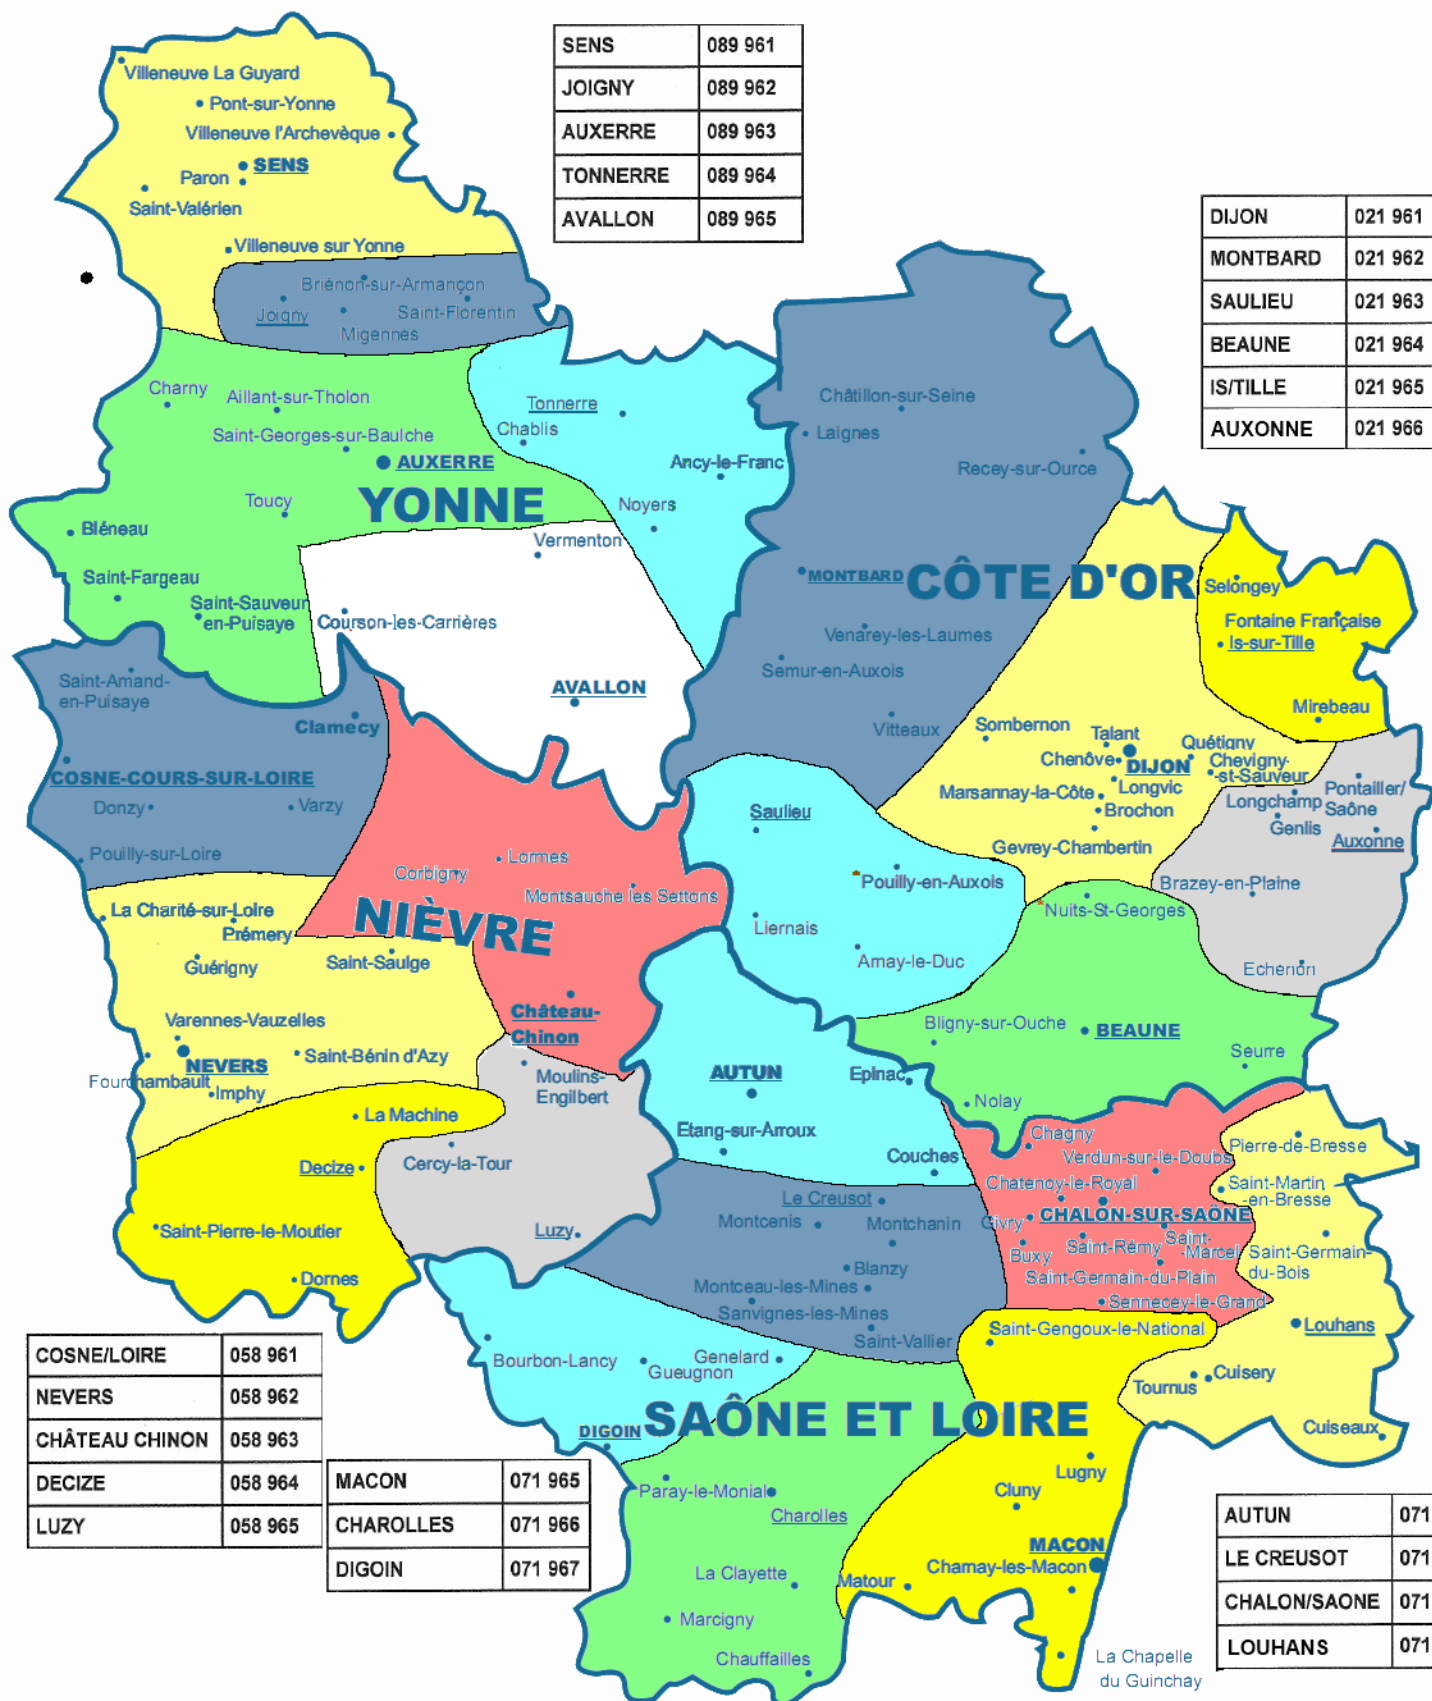 SENS 089 961
JOIGNY 089 962
AUXERRE 089 963
TONNERRE 089 964
AVALLON 089 965
DIJON 021 961
MONTBARD 021 962
SAULIEU 021 963
BEAUNE 021 964
IS/TILLE 021 965
AUXONNE 021 966
Villeneuve La Guyard
Pont-sur-Yonne
Villeneuve l'Archevèque
SENS
Paron
Saint-Valérien
Villeneuve sur Yonne
Briénon-sur-Armançon
Joigny
Saint-Florentin
Migennes
Charny
Aillant-sur-Tholon
Saint-Georges-sur-Baulche
AUXERRE
YONNE
Toucy
Bléneau
Saint-Fargeau
Saint-Sauveur
en-Puisaye
Tonnerre
Chablis
Ancy-le-Franc
Noyers
Vermenton
Courson-les-Carrières
AVALLON
Châtillon-sur-Seine
Laignes
Recey-sur-Ource
MONTBARD
CÔTE D'OR
Venarey-les-Laumes
Semur-en-Auxois
Vitteaux
Selongey
Fontaine Française
Is-sur-Tille
Mirebeau
Sombernon
Talant
Chenôve
DIJON
Quétigny
Chevigny-
st-Sauveur
Marsannay-la-Côte
Longvic
Brochon
Gevrey-Chambertin
Longchamp
Genlis
Pontailler/
Saône
Auxonne
Brazey-en-Plaine
Echenon
Saint-Amand-
en-Puisaye
Clamecy
COSNE-COURS-SUR-LOIRE
Donzy
Varzy
Pouilly-sur-Loire
Corbigny
Lormes
Montsauche les Settons
NIÈVRE
Château-
Chinon
La Charité-sur-Loire
Prémery
Guérigny
Saint-Saulge
Varennes-Vauzelles
NEVERS
Saint-Bénin d'Azy
Fourchambault
Imphy
Moulins-
Engilbert
La Machine
Decize
Cercy-la-Tour
Saint-Pierre-le-Moutier
Dornes
Luzy
Saulieu
Pouilly-en-Auxois
Liernais
Arnay-le-Duc
Nuits-St-Georges
Bligny-sur-Ouche
BEAUNE
Seurre
Nolay
AUTUN
Epinac
Etang-sur-Arroux
Couches
Chagny
Verdun-sur-le-Doubs
Chatenoy-le-Royal
Givry
CHALON-SUR-SAÔNE
Buxy
Saint-Rémy
Saint-
Marcel
Saint-Germain-du-Plain
Sennecey-le-Grand
Pierre-de-Bresse
Saint-Martin
-en-Bresse
Saint-Germain-
du-Bois
Louhans
Tournus
Cuisery
Cuiseaux
Le Creusot
Montcenis
Montchanin
Blanzy
Montceau-les-Mines
Sanvignes-les-Mines
Saint-Vallier
Saint-Gengoux-le-National
Bourbon-Lancy
Gueugnon
Genelard
DIGOIN
SAÔNE ET LOIRE
Paray-le-Monial
Charolles
La Clayette
Marcigny
Chauffailles
Lugny
Cluny
MACON
Charnay-les-Macon
Matour
La Chapelle
du Guinchay
COSNE/LOIRE 058 961
NEVERS 058 962
CHÂTEAU CHINON 058 963
DECIZE 058 964
LUZY 058 965
MACON 071 965
CHAROLLES 071 966
DIGOIN 071 967
AUTUN 071
LE CREUSOT 071
CHALON/SAONE 071
LOUHANS 071